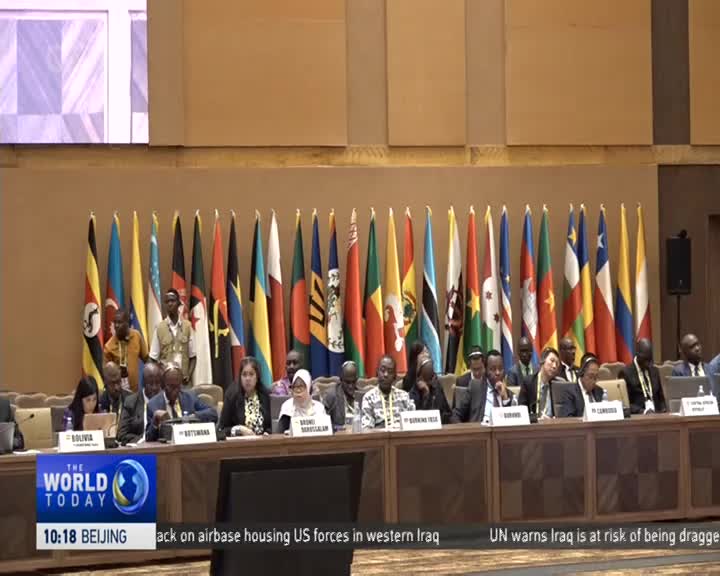 BOLIVIA
BOTSWANA
BRUNEI
DARUSSALAM
BURKINA FASO
BURUNDI
CAMBODIA
CENTRAL AFRICAN
REPUBLIC
THE
WORLD
TODAY
10:18 BEIJING
ack on airbase housing US forces in western Iraq UN warns Iraq is at risk of being dragge